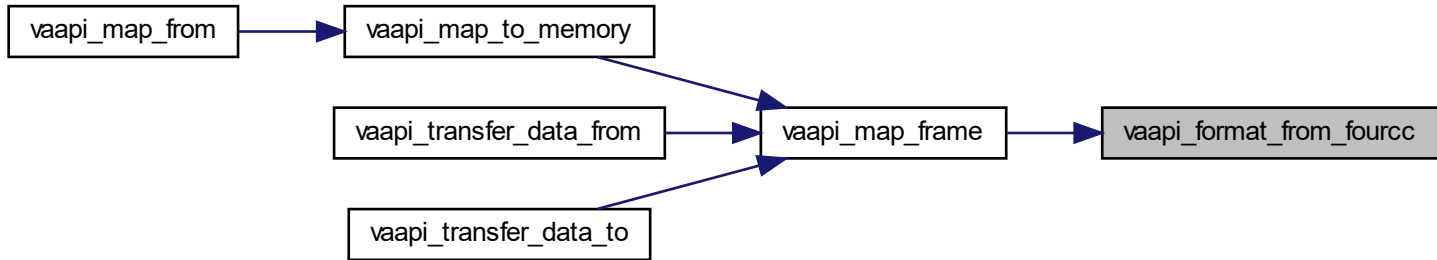 vaapi_map_from
vaapi_map_to_memory
vaapi_transfer_data_from
vaapi_map_frame
vaapi_format_from_fourcc
vaapi_transfer_data_to